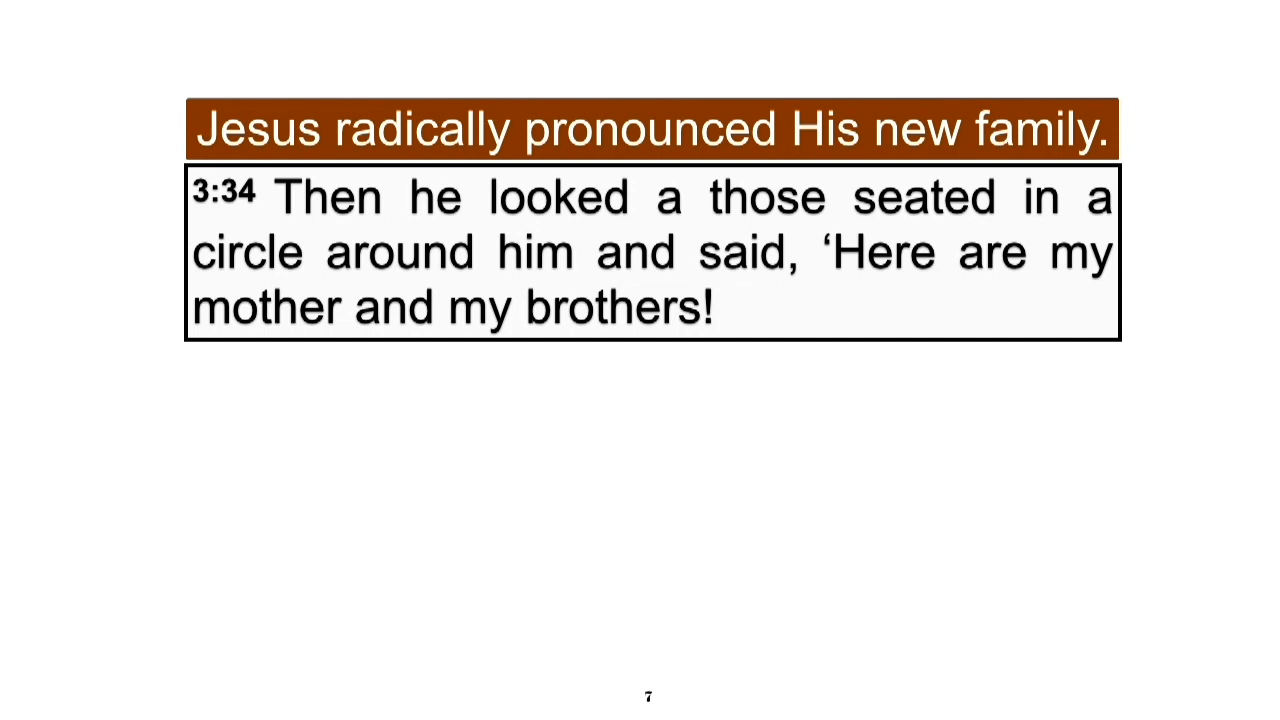 Jesus radically pronounced His new family.
3:34 Then he looked a those seated in a
circle around him and said, ‘Here are my
mother and my brothers!
7